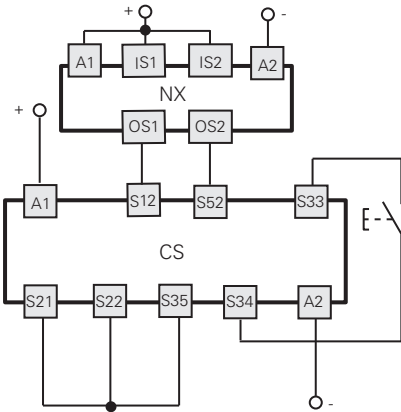 + -
A1 IS1 IS2 A2
NX
OS1 OS2
+
A1 S12 S52 S33
CS
S21 S22 S35 S34 A2
-